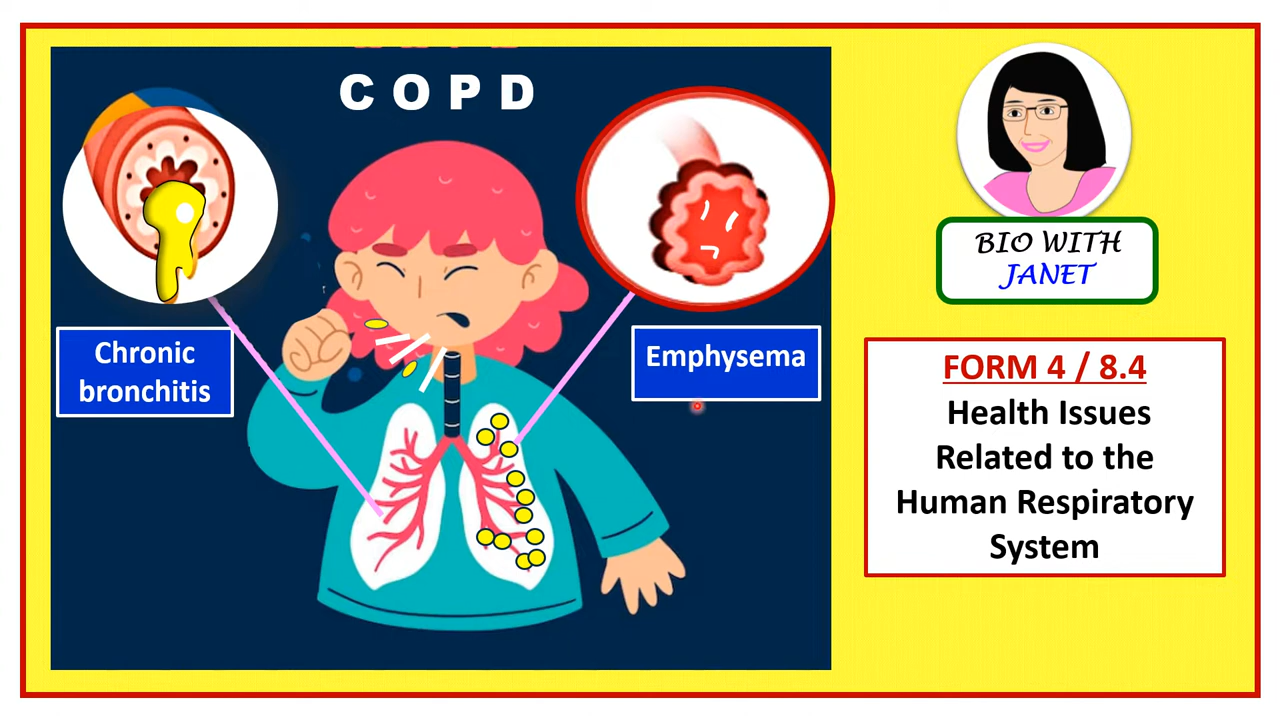 COPD
Chronic
bronchitis
Emphysema
BIO WITH
JANET
FORM 4 / 8.4
Health Issues
Related to the
Human Respiratory
System